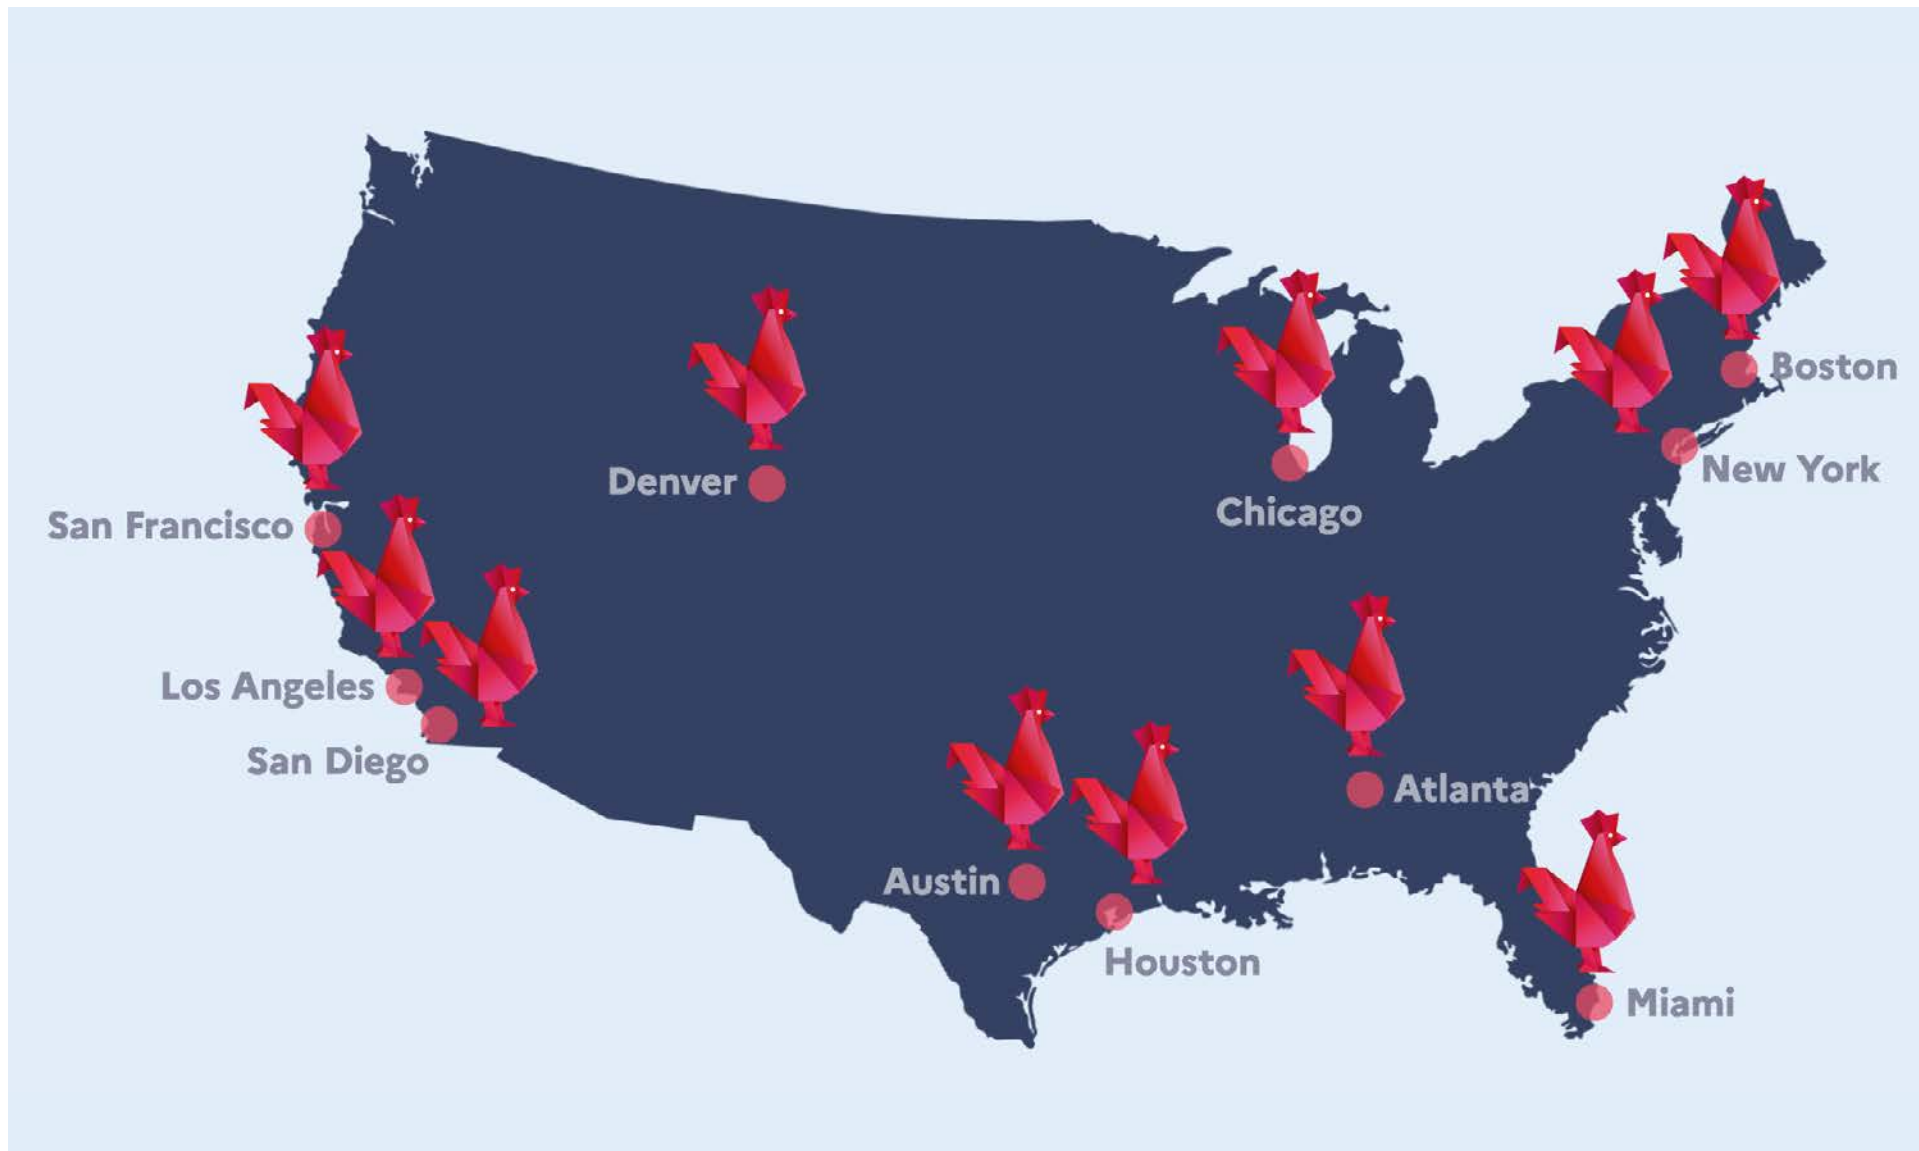 Boston
New York
Denver
Chicago
San Francisco
Los Angeles
San Diego
Atlanta
Austin
Houston
Miami